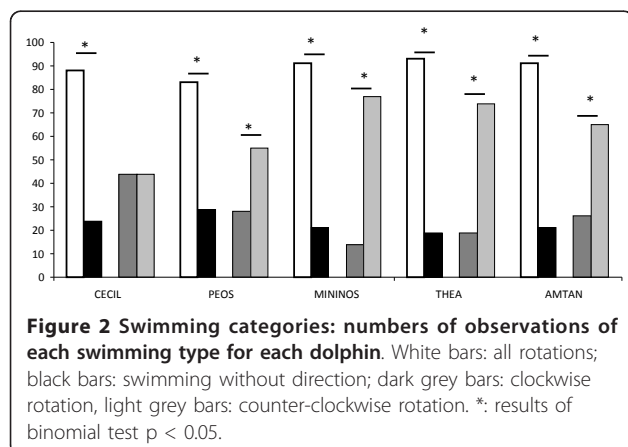 100
90
80
70
60
50
40
30
20
10
0
* * * * * * * * *
CECIL PEOS MININOS THEA AMTAN
Figure 2 Swimming categories: numbers of observations of
each swimming type for each dolphin. White bars: all rotations;
black bars: swimming without direction; dark grey bars: clockwise
rotation, light grey bars: counter-clockwise rotation. *: results of
binomial test p < 0.05.